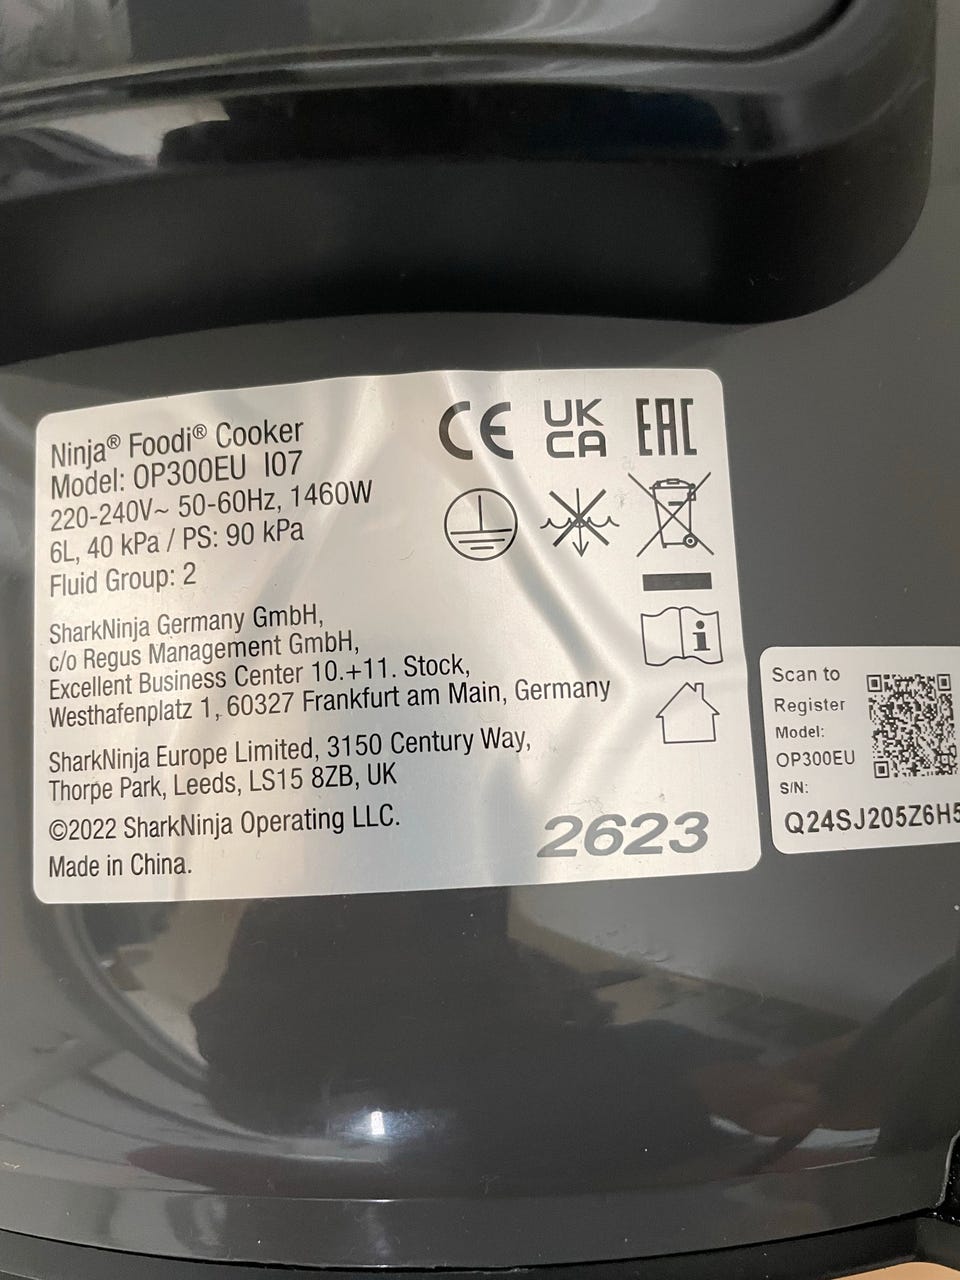 Ninja® Foodi® Cooker
Model: OP300EU I07
220-240V~ 50-60Hz, 1460W
6L, 40 kPa / PS: 90 kPa
Fluid Group: 2
SharkNinja Germany GmbH,
c/o Regus Management GmbH,
Excellent Business Center 10.+11. Stock,
Westhafenplatz 1, 60327 Frankfurt am Main, Germany
SharkNinja Europe Limited, 3150 Century Way,
Thorpe Park, Leeds, LS15 8ZB, UK
©2022 SharkNinja Operating LLC.
Made in China.
CE UK
CA EAC
2623
Scan to
Register
Model:
OP300EU
S/N:
Q24SJ205Z6H5